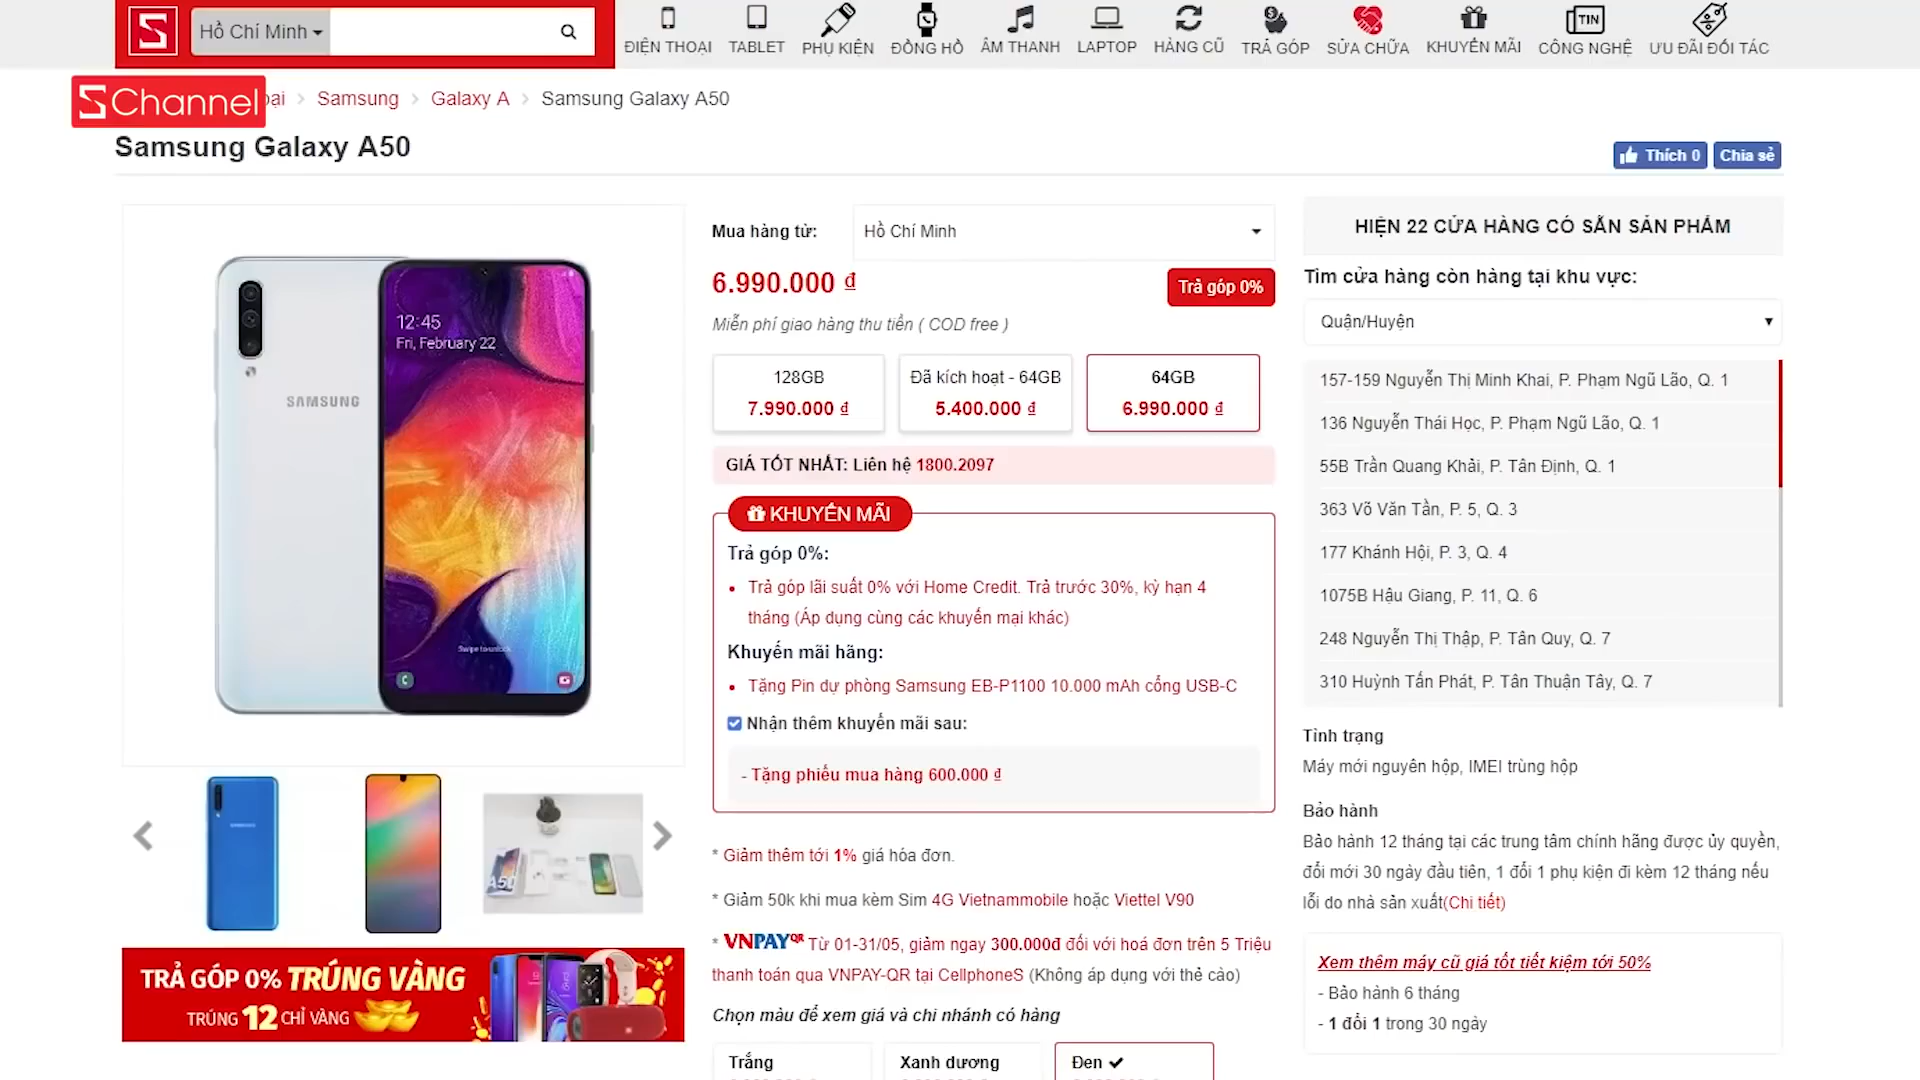 Hồ Chí Minh
ĐIỆN THOẠI
TABLET
PHỤ KIỆN
ĐỒNG HỒ
ÂM THANH
LAPTOP
HÀNG CŨ
TRẢ GÓP
SỬA CHỮA
KHUYẾN MÃI
TIN
CÔNG NGHỆ
ƯU ĐÃI ĐỐI TÁC
SChannel
Samsung
Galaxy A
Samsung Galaxy A50
Samsung Galaxy A50
Thích 0
Chia sẻ
SAMSUNG
12:45
Fri, February 22
Swipe to unlock
TRẢ GÓP 0% TRÚNG VÀNG
TRÚNG 12 CHỈ VÀNG
Mua hàng từ:
Hồ Chí Minh
6.990.000 ₫
Trả góp 0%
Miễn phí giao hàng thu tiền ( COD free )
128GB
7.990.000 ₫
Đã kích hoạt - 64GB
5.400.000 ₫
64GB
6.990.000 ₫
GIÁ TỐT NHẤT: Liên hệ 1800.2097
KHUYẾN MÃI
Trả góp 0%:
Trả góp lãi suất 0% với Home Credit. Trả trước 30%, kỳ hạn 4
tháng (Áp dụng cùng các khuyến mại khác)
Khuyến mãi hãng:
Tặng Pin dự phòng Samsung EB-P1100 10.000 mAh cổng USB-C
Nhận thêm khuyến mãi sau:
- Tặng phiếu mua hàng 600.000 ₫
* Giảm thêm tới 1% giá hóa đơn.
* Giảm 50k khi mua kèm Sim 4G Vietnammobile hoặc Viettel V90
* VNPAYQR Từ 01-31/05, giảm ngay 300.000đ đối với hoá đơn trên 5 Triệu
thanh toán qua VNPAY-QR tại CellphoneS (Không áp dụng với thẻ cào)
Chọn màu để xem giá và chi nhánh có hàng
Trắng
Xanh dương
Đen
HIỆN 22 CỬA HÀNG CÓ SẴN SẢN PHẨM
Tìm cửa hàng còn hàng tại khu vực:
Quận/Huyện
157-159 Nguyễn Thị Minh Khai, P. Phạm Ngũ Lão, Q. 1
136 Nguyễn Thái Học, P. Phạm Ngũ Lão, Q. 1
55B Trần Quang Khải, P. Tân Định, Q. 1
363 Võ Văn Tần, P. 5, Q. 3
177 Khánh Hội, P. 3, Q. 4
1075B Hậu Giang, P. 11, Q. 6
248 Nguyễn Thị Thập, P. Tân Quy, Q. 7
310 Huỳnh Tấn Phát, P. Tân Thuận Tây, Q. 7
Tình trạng
Máy mới nguyên hộp, IMEI trùng hộp
Bảo hành
Bảo hành 12 tháng tại các trung tâm chính hãng được ủy quyền,
đổi mới 30 ngày đầu tiên, 1 đổi 1 phụ kiện đi kèm 12 tháng nếu
lỗi do nhà sản xuất(Chi tiết)
Xem thêm máy cũ giá tốt tiết kiệm tới 50%
- Bảo hành 6 tháng
- 1 đổi 1 trong 30 ngày